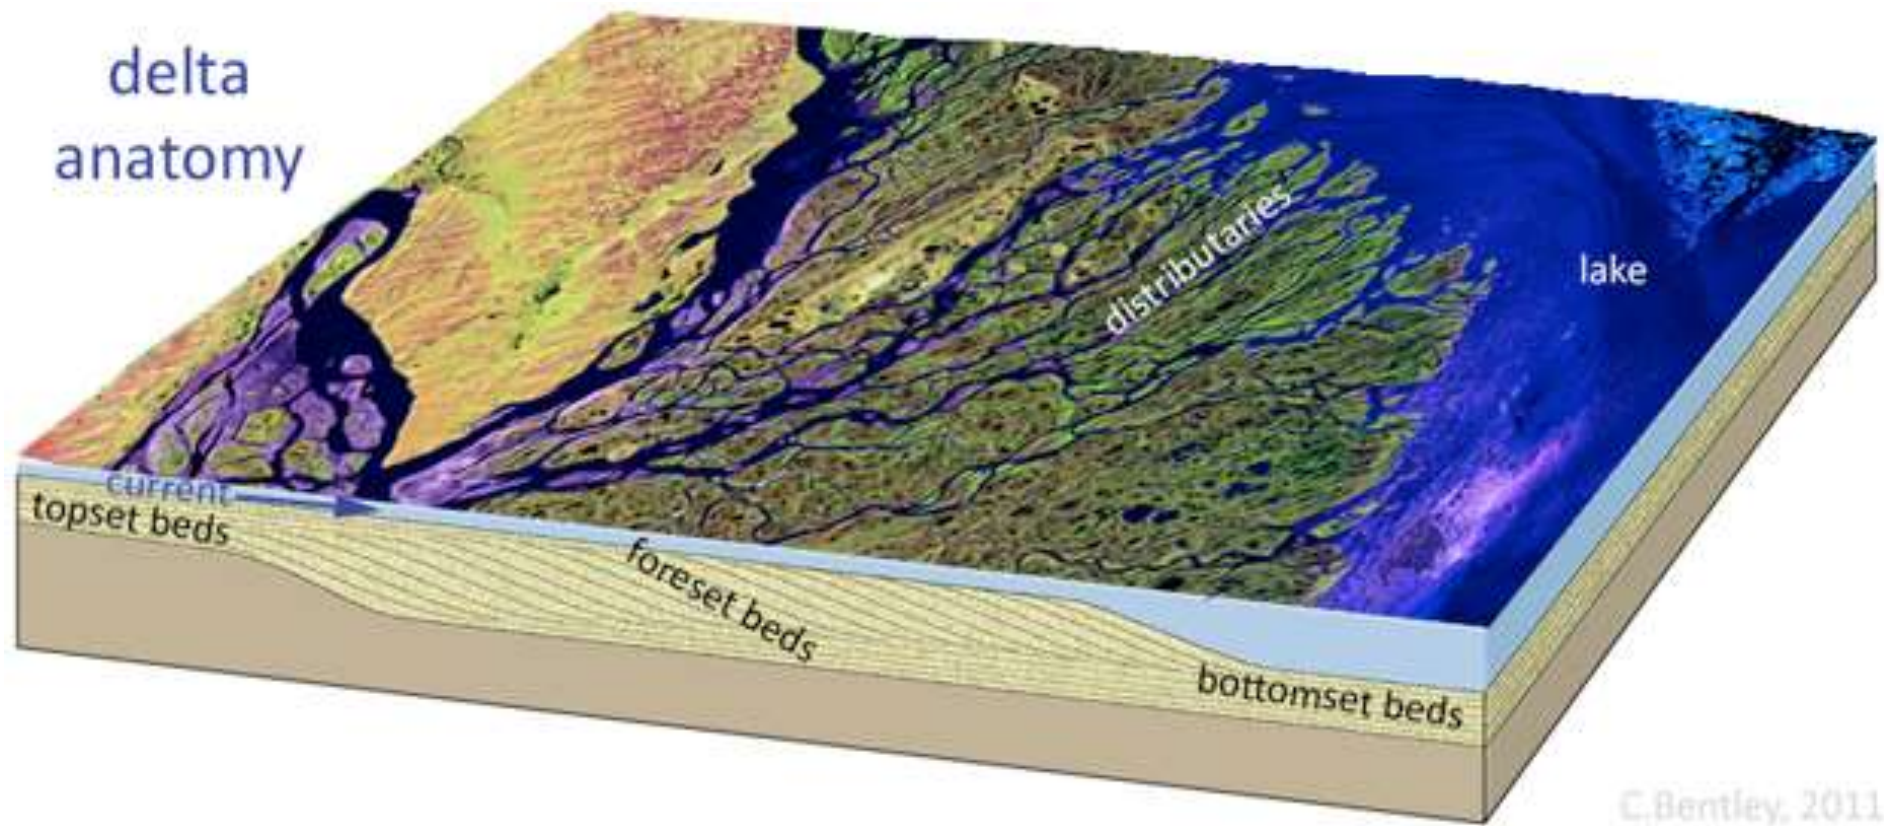 delta
anatomy
distributaries
lake
current
topset beds
foreset beds
bottomset beds
C.Bentley, 2011